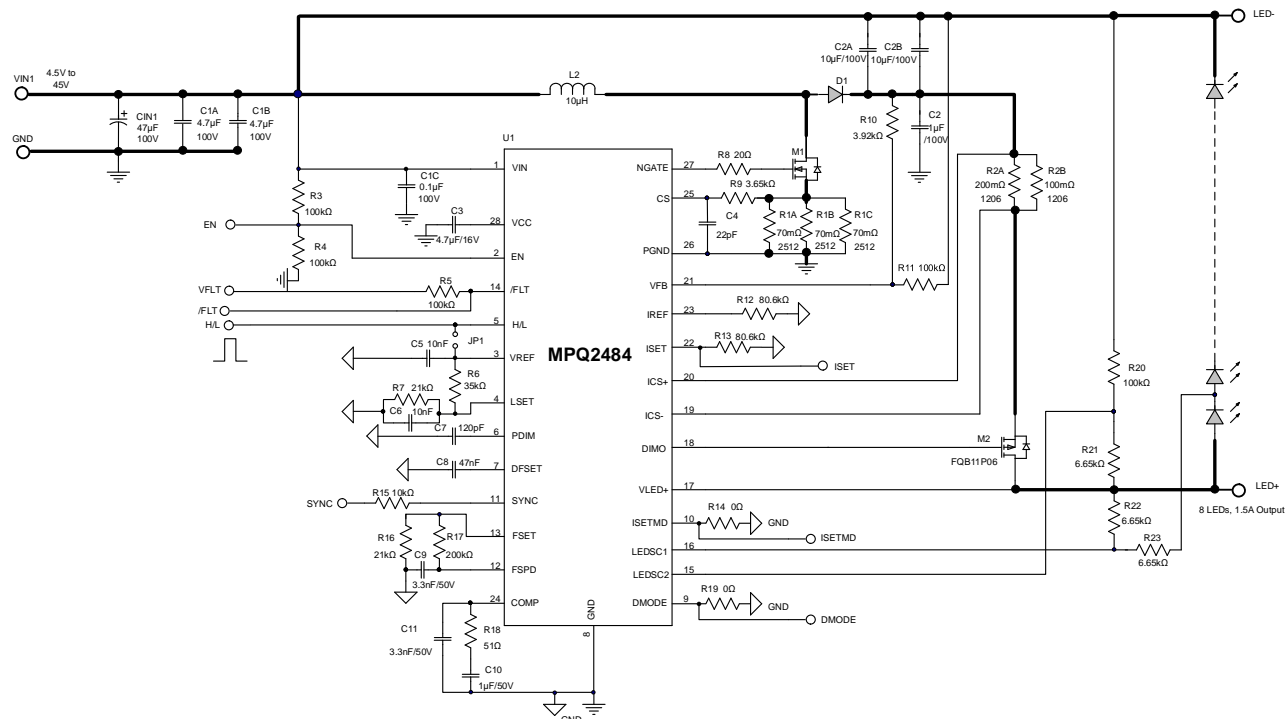 LED-
C2A
10µF/100V
C2B
10µF/100V
VIN1
4.5V to
45V
L2
10µH
D1
CIN1
47µF
100V
C1A
4.7µF
100V
C1B
4.7µF
100V
R10
3.92kΩ
C2
1µF
/100V
GND
U1
M1
1
VIN
NGATE
27
R8 20Ω
R2A
200mΩ
1206
R2B
100mΩ
1206
C1C
0.1µF
100V
R3
100kΩ
CS
25
R9 3.65kΩ
C4
22pF
R1A
70mΩ
2512
R1B
70mΩ
2512
R1C
70mΩ
2512
EN
C3
4.7µF/16V
28
VCC
R4
100kΩ
2
EN
PGND
26
VFLT
R5
100kΩ
14
/FLT
VFB
21
R11 100kΩ
/FLT
H/L
5
H/L
IREF
23
R12 80.6kΩ
JP1
C5 10nF
3
VREF
MPQ2484
ISET
22
R13 80.6kΩ
ISET
R6
35kΩ
R7 21kΩ
C6
10nF
4
LSET
ICS+
20
R20
100kΩ
ICS-
19
C7
120pF
6
PDIM
DIMO
18
M2
FQB11P06
R21
6.65kΩ
C8 47nF
7
DFSET
VLED+
17
LED+
8 LEDs, 1.5A Output
SYNC
R15 10kΩ
11
SYNC
ISETMD
10
R14 0Ω
GND
ISETMD
R22
6.65kΩ
R16
21kΩ
R17
200kΩ
13
FSET
LEDSC1
16
R23
6.65kΩ
C9
3.3nF/50V
12
FSPD
LEDSC2
15
24
COMP
GND
8
DMODE
9
R19 0Ω
GND
DMODE
C11
3.3nF/50V
R18
51Ω
C10
1µF/50V
GND